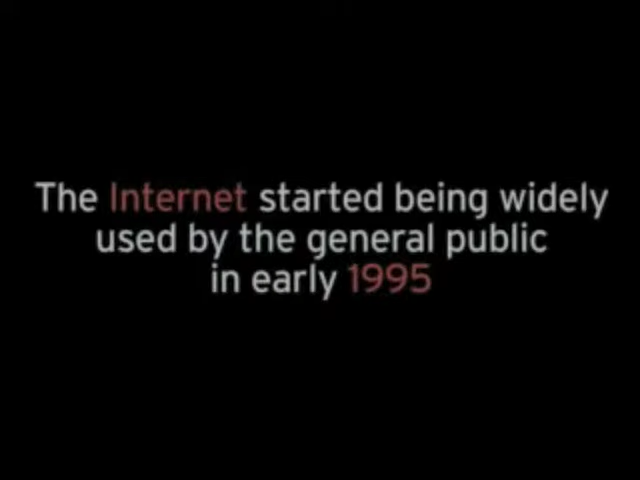 The Internet started being widely
used by the general public
in early 1995